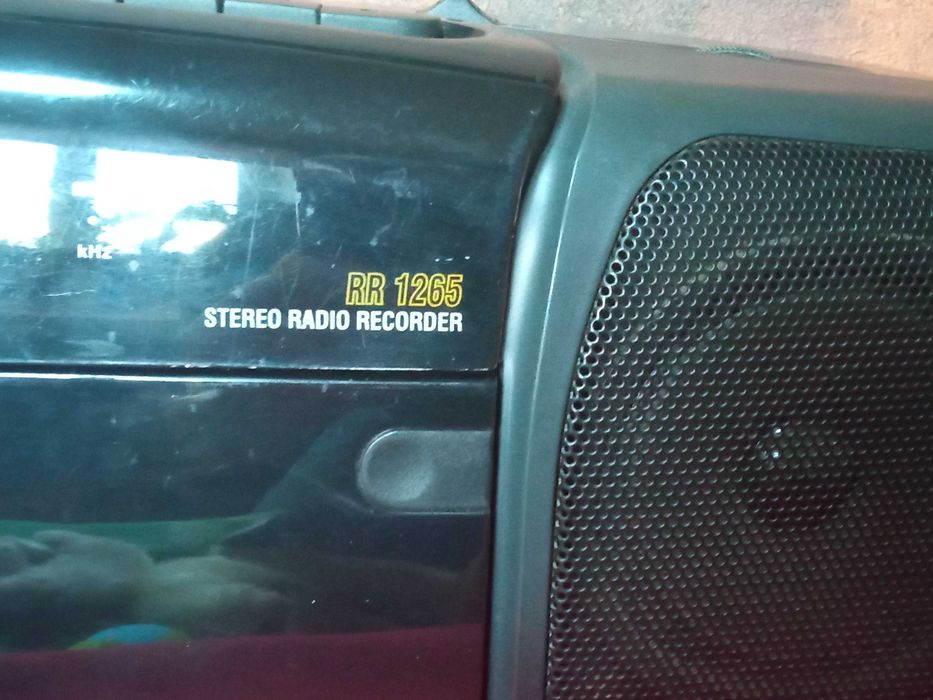 kHz
RR 1265
STEREO RADIO RECORDER